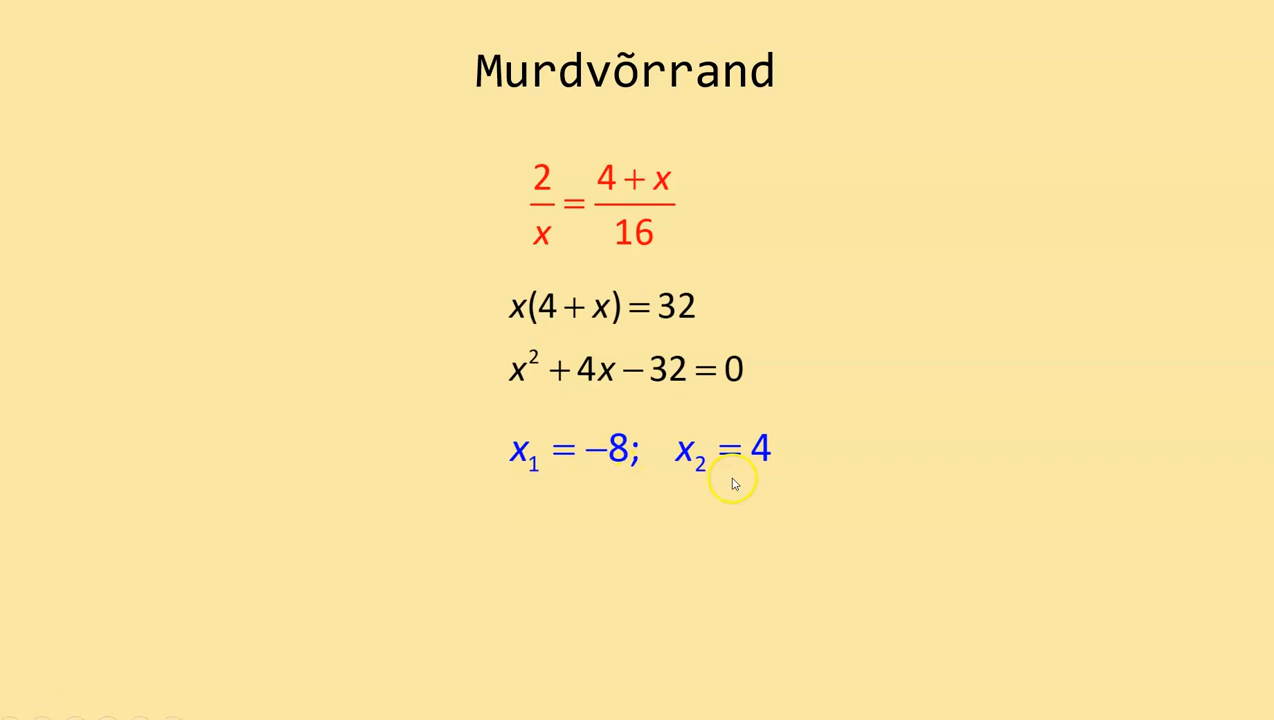 Murdvõrrand
2/x = (4 + x)/16
x(4 + x) = 32
x² + 4x − 32 = 0
x₁ = −8; x₂ = 4